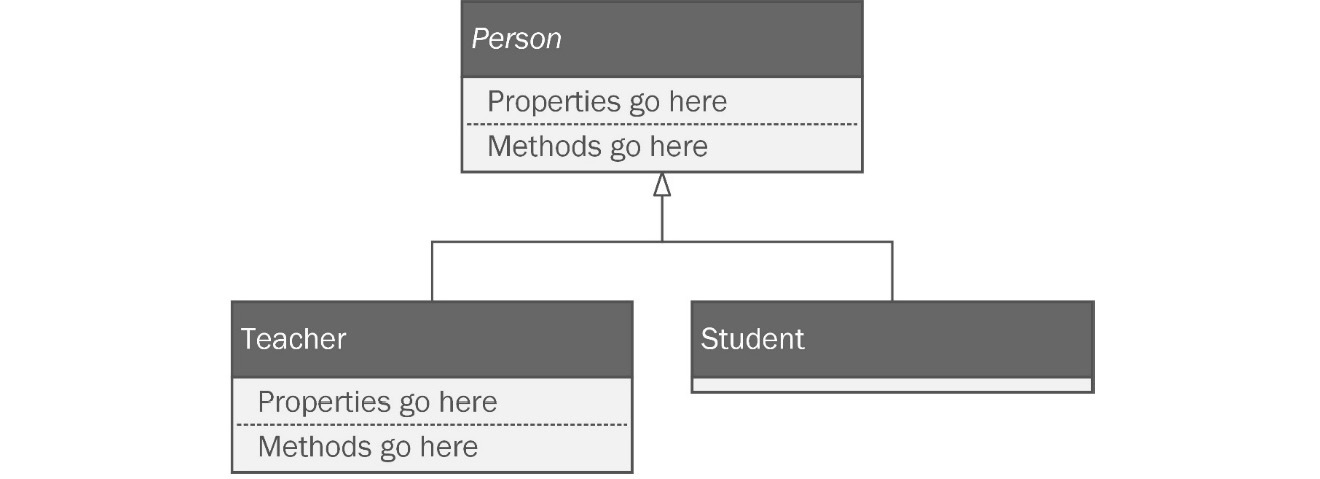 Person
Properties go here
Methods go here
Teacher
Properties go here
Methods go here
Student